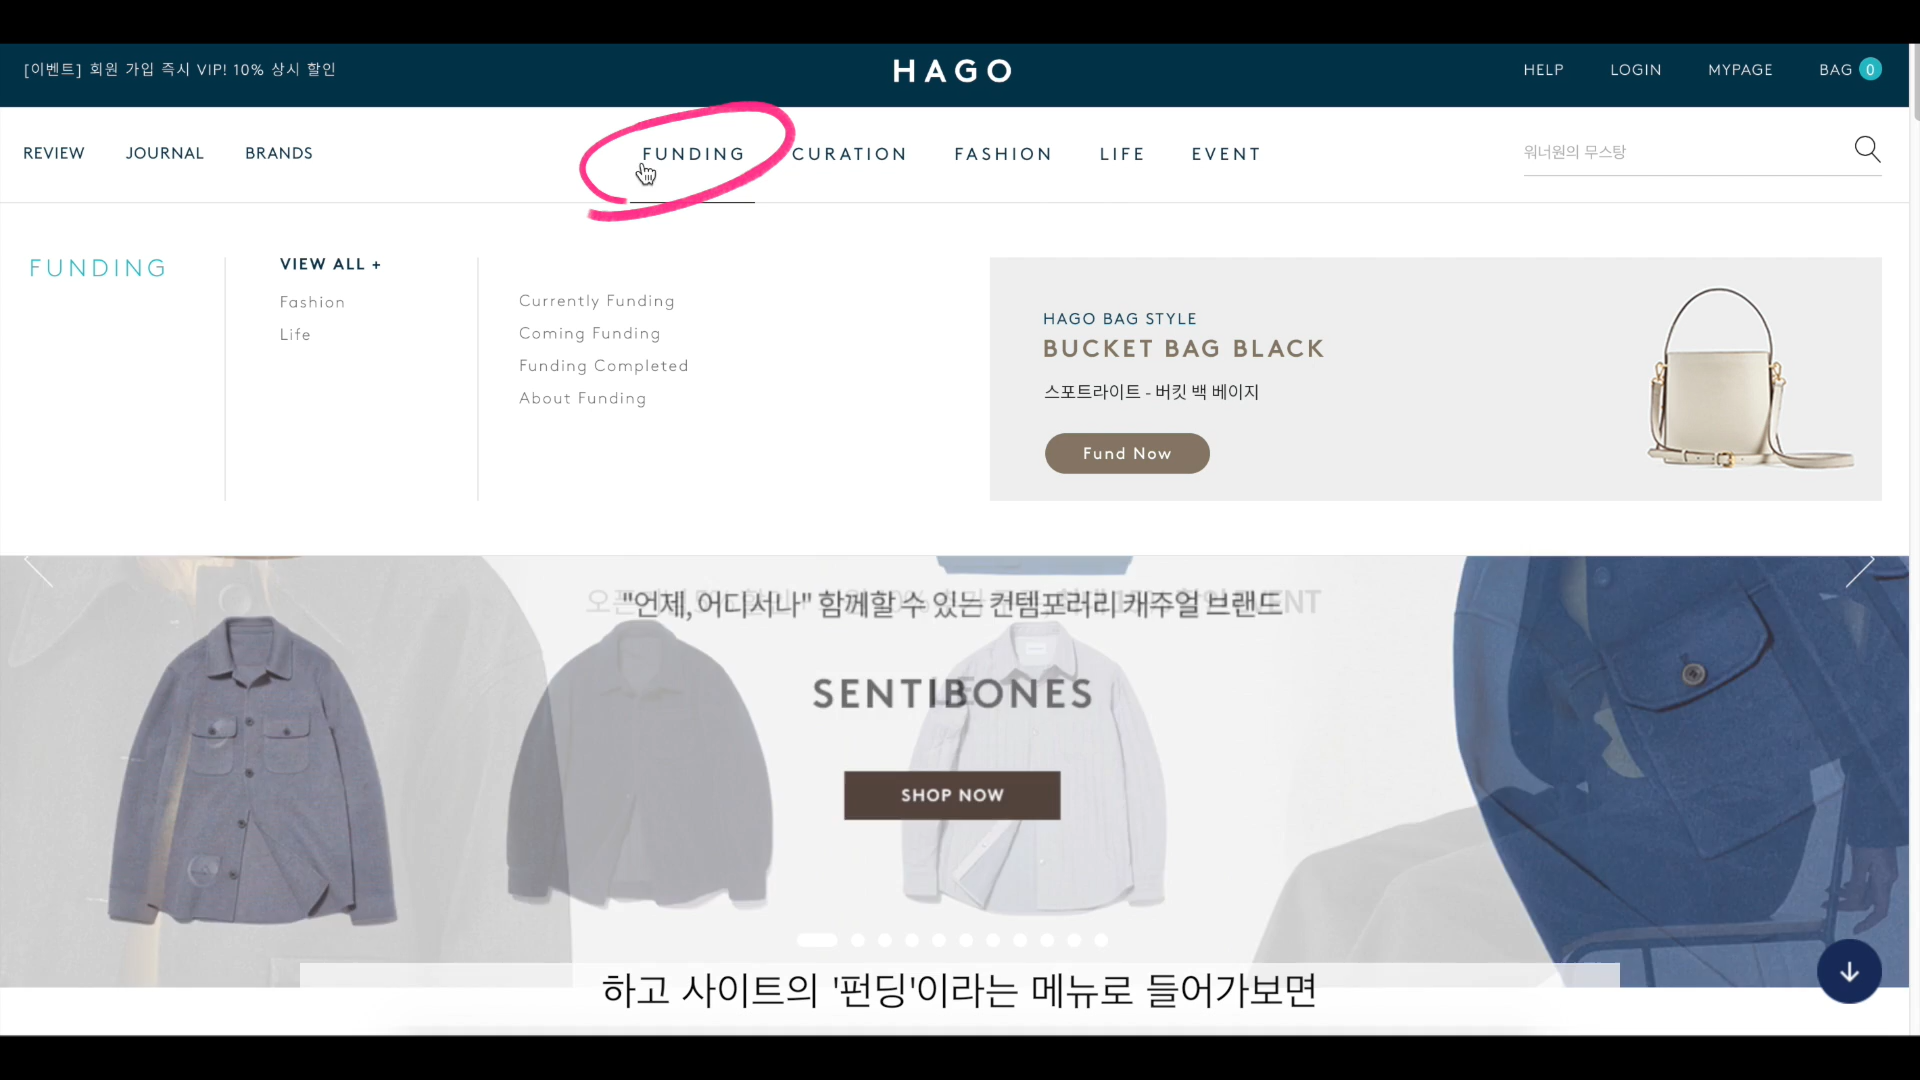 [이벤트] 회원 가입 즉시 VIP! 10% 상시 할인
HAGO
HELP
LOGIN
MYPAGE
BAG 0
REVIEW
JOURNAL
BRANDS
FUNDING
CURATION
FASHION
LIFE
EVENT
워너원의 무스탕
FUNDING
VIEW ALL +
Fashion
Life
Currently Funding
Coming Funding
Funding Completed
About Funding
HAGO BAG STYLE
BUCKET BAG BLACK
스포트라이트 - 버킷 백 베이지
Fund Now
"언제, 어디서나" 함께할 수 있는 컨템포러리 캐주얼 브랜드
EVENT
SENTIBONES
SHOP NOW
하고 사이트의 '펀딩'이라는 메뉴로 들어가보면